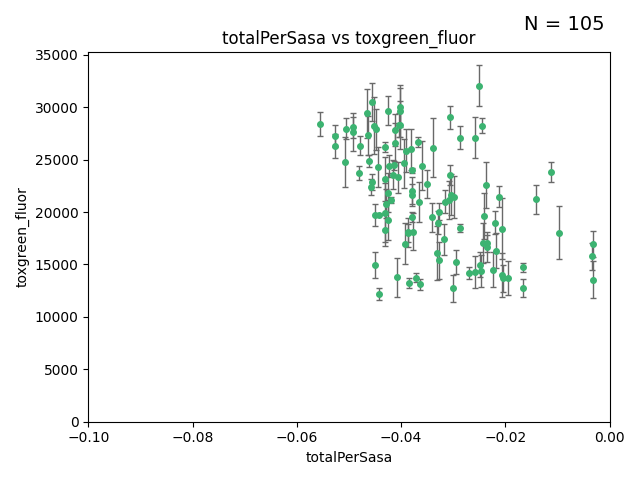 N = 105
totalPerSasa vs toxgreen_fluor
35000
30000
25000
20000
15000
10000
5000
0
toxgreen_fluor
−0.10 −0.08 −0.06 −0.04 −0.02 0.00
totalPerSasa